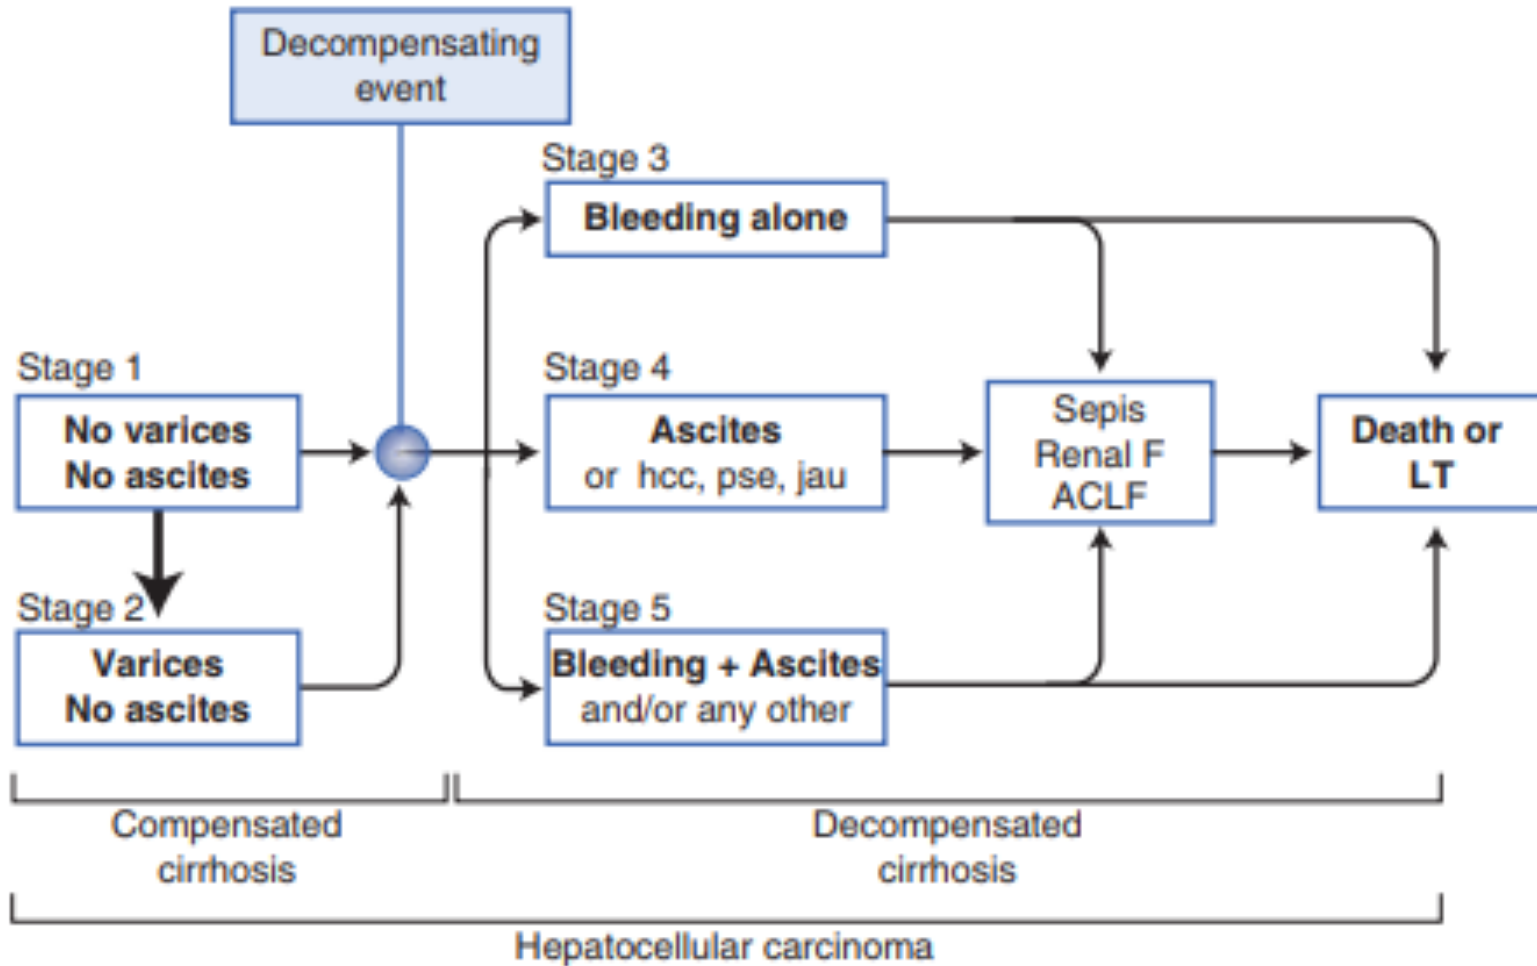 Decompensating
event
Stage 3
Bleeding alone
Stage 1
No varices
No ascites
Stage 4
Ascites
or hcc, pse, jau
Sepis
Renal F
ACLF
Death or
LT
Stage 2
Varices
No ascites
Stage 5
Bleeding + Ascites
and/or any other
Compensated
cirrhosis
Decompensated
cirrhosis
Hepatocellular carcinoma